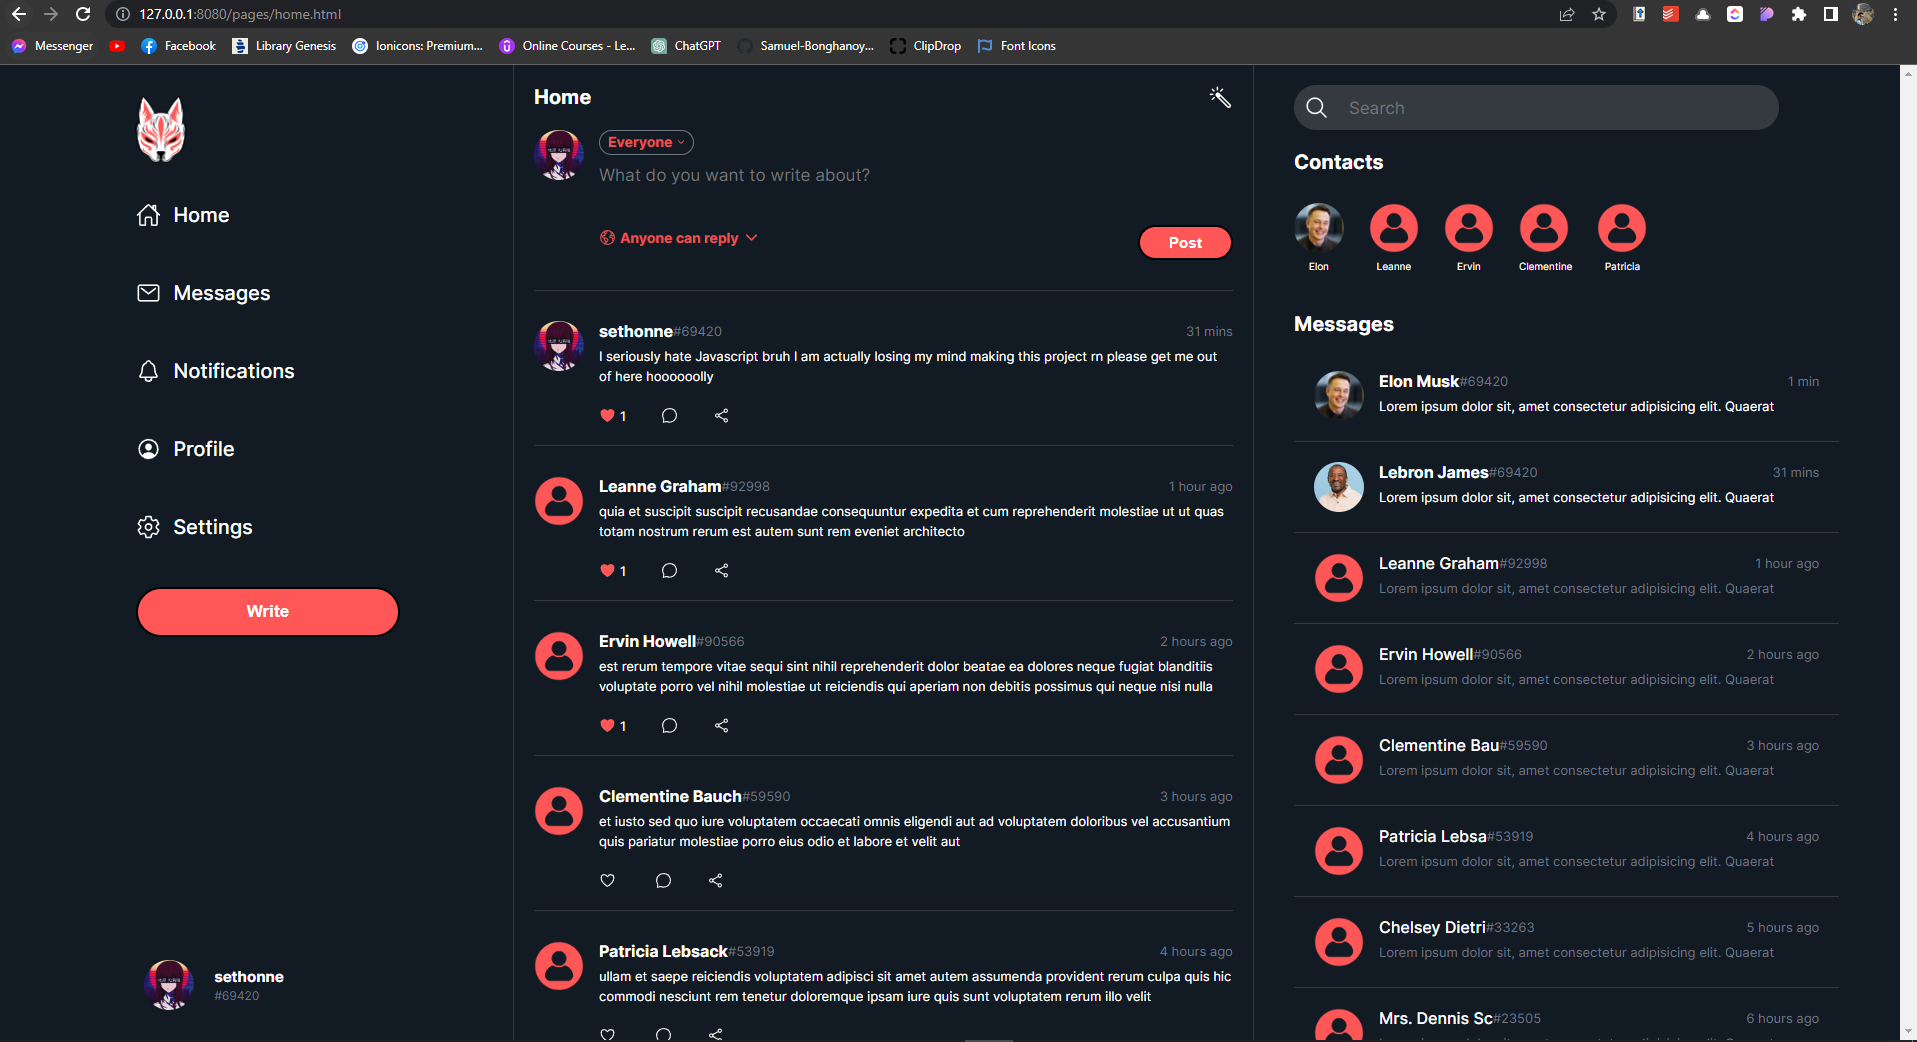 127.0.0.1:8080/pages/home.html
Messenger
Facebook
Library Genesis
Ionicons: Premium...
Online Courses - Le...
ChatGPT
Samuel-Bonghanoy...
ClipDrop
Font Icons
Home
Messages
Notifications
Profile
Settings
Write
sethonne
#69420
Home
Everyone
What do you want to write about?
Anyone can reply
Post
sethonne#69420
31 mins
I seriously hate Javascript bruh I am actually losing my mind making this project rn please get me out
of here hoooooolly
1
Leanne Graham#92998
1 hour ago
quia et suscipit suscipit recusandae consequuntur expedita et cum reprehenderit molestiae ut ut quas
totam nostrum rerum est autem sunt rem eveniet architecto
1
Ervin Howell#90566
2 hours ago
est rerum tempore vitae sequi sint nihil reprehenderit dolor beatae ea dolores neque fugiat blanditiis
voluptate porro vel nihil molestiae ut reiciendis qui aperiam non debitis possimus qui neque nisi nulla
1
Clementine Bauch#59590
3 hours ago
et iusto sed quo iure voluptatem occaecati omnis eligendi aut ad voluptatem doloribus vel accusantium
quis pariatur molestiae porro eius odio et labore et velit aut
Patricia Lebsack#53919
4 hours ago
ullam et saepe reiciendis voluptatem adipisci sit amet autem assumenda provident rerum culpa quis hic
commodi nesciunt rem tenetur doloremque ipsam iure quis sunt voluptatem rerum illo velit
Search
Contacts
Elon
Leanne
Ervin
Clementine
Patricia
Messages
Elon Musk#69420
1 min
Lorem ipsum dolor sit, amet consectetur adipisicing elit. Quaerat
Lebron James#69420
31 mins
Lorem ipsum dolor sit, amet consectetur adipisicing elit. Quaerat
Leanne Graham#92998
1 hour ago
Lorem ipsum dolor sit, amet consectetur adipisicing elit. Quaerat
Ervin Howell#90566
2 hours ago
Lorem ipsum dolor sit, amet consectetur adipisicing elit. Quaerat
Clementine Bau#59590
3 hours ago
Lorem ipsum dolor sit, amet consectetur adipisicing elit. Quaerat
Patricia Lebsa#53919
4 hours ago
Lorem ipsum dolor sit, amet consectetur adipisicing elit. Quaerat
Chelsey Dietri#33263
5 hours ago
Lorem ipsum dolor sit, amet consectetur adipisicing elit. Quaerat
Mrs. Dennis Sc#23505
6 hours ago